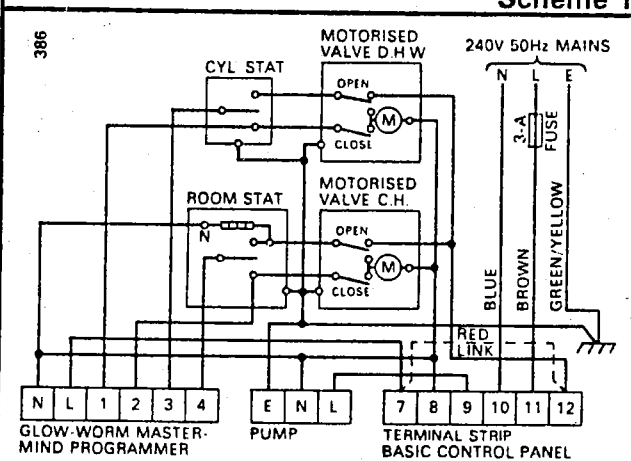 Scheme 1
386
MOTORISED
VALVE D.H W
240V 50Hz MAINS
CYL STAT
OPEN
N L E
M
CLOSE
3-A
FUSE
ROOM STAT
MOTORISED
VALVE C.H.
N
OPEN
M
CLOSE
BLUE
BROWN
GREEN/YELLOW
RED
LINK
N L 1 2 3 4
E N L
7 8 9 10 11 12
GLOW-WORM MASTER-
MIND PROGRAMMER
PUMP
TERMINAL STRIP
BASIC CONTROL PANEL